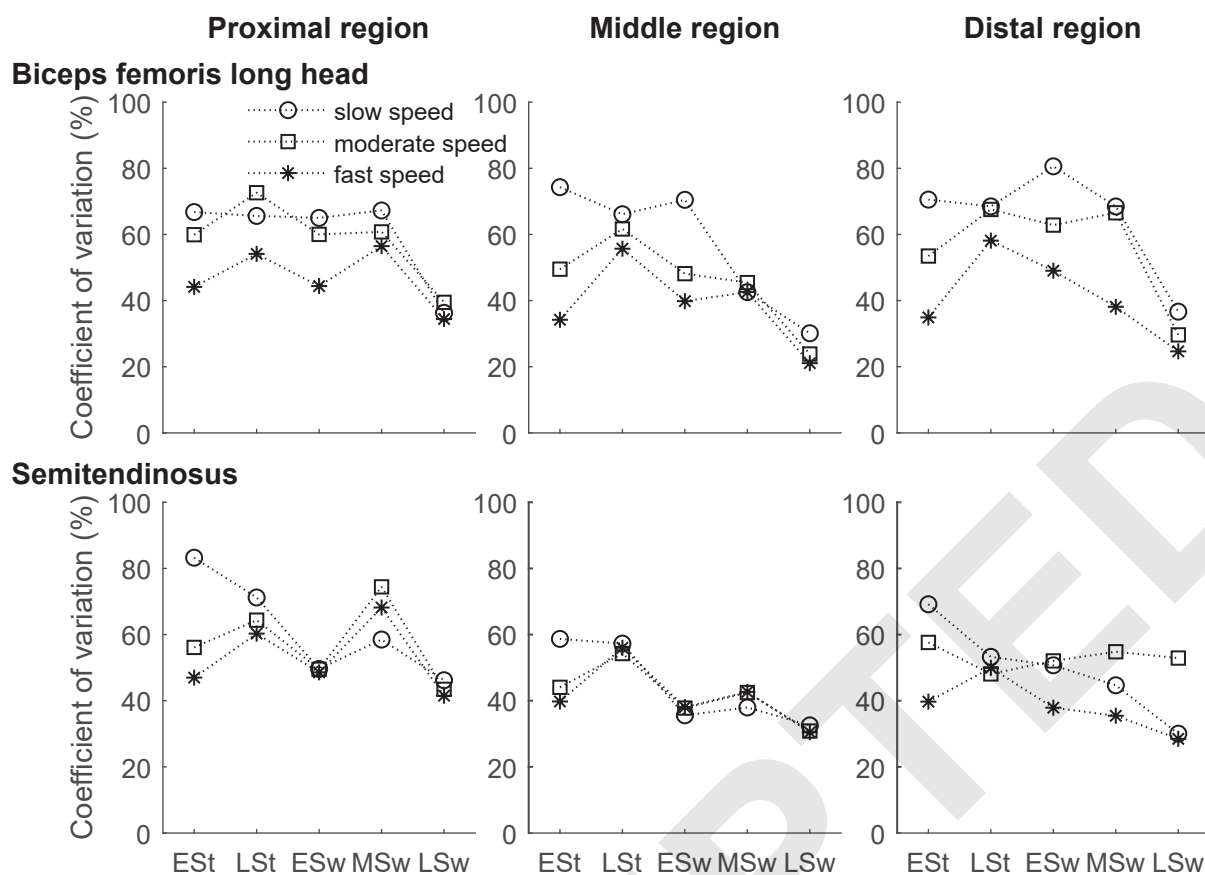 Proximal region Middle region Distal region
Biceps femoris long head
Coefficient of variation (%)
100 80 60 40 20 0
slow speed
moderate speed
fast speed
100 80 60 40 20 0
100 80 60 40 20 0
Semitendinosus
Coefficient of variation (%)
100 80 60 40 20 0
100 80 60 40 20 0
100 80 60 40 20 0
ESt LSt ESw MSw LSw
ESt LSt ESw MSw LSw
ESt LSt ESw MSw LSw
PTED